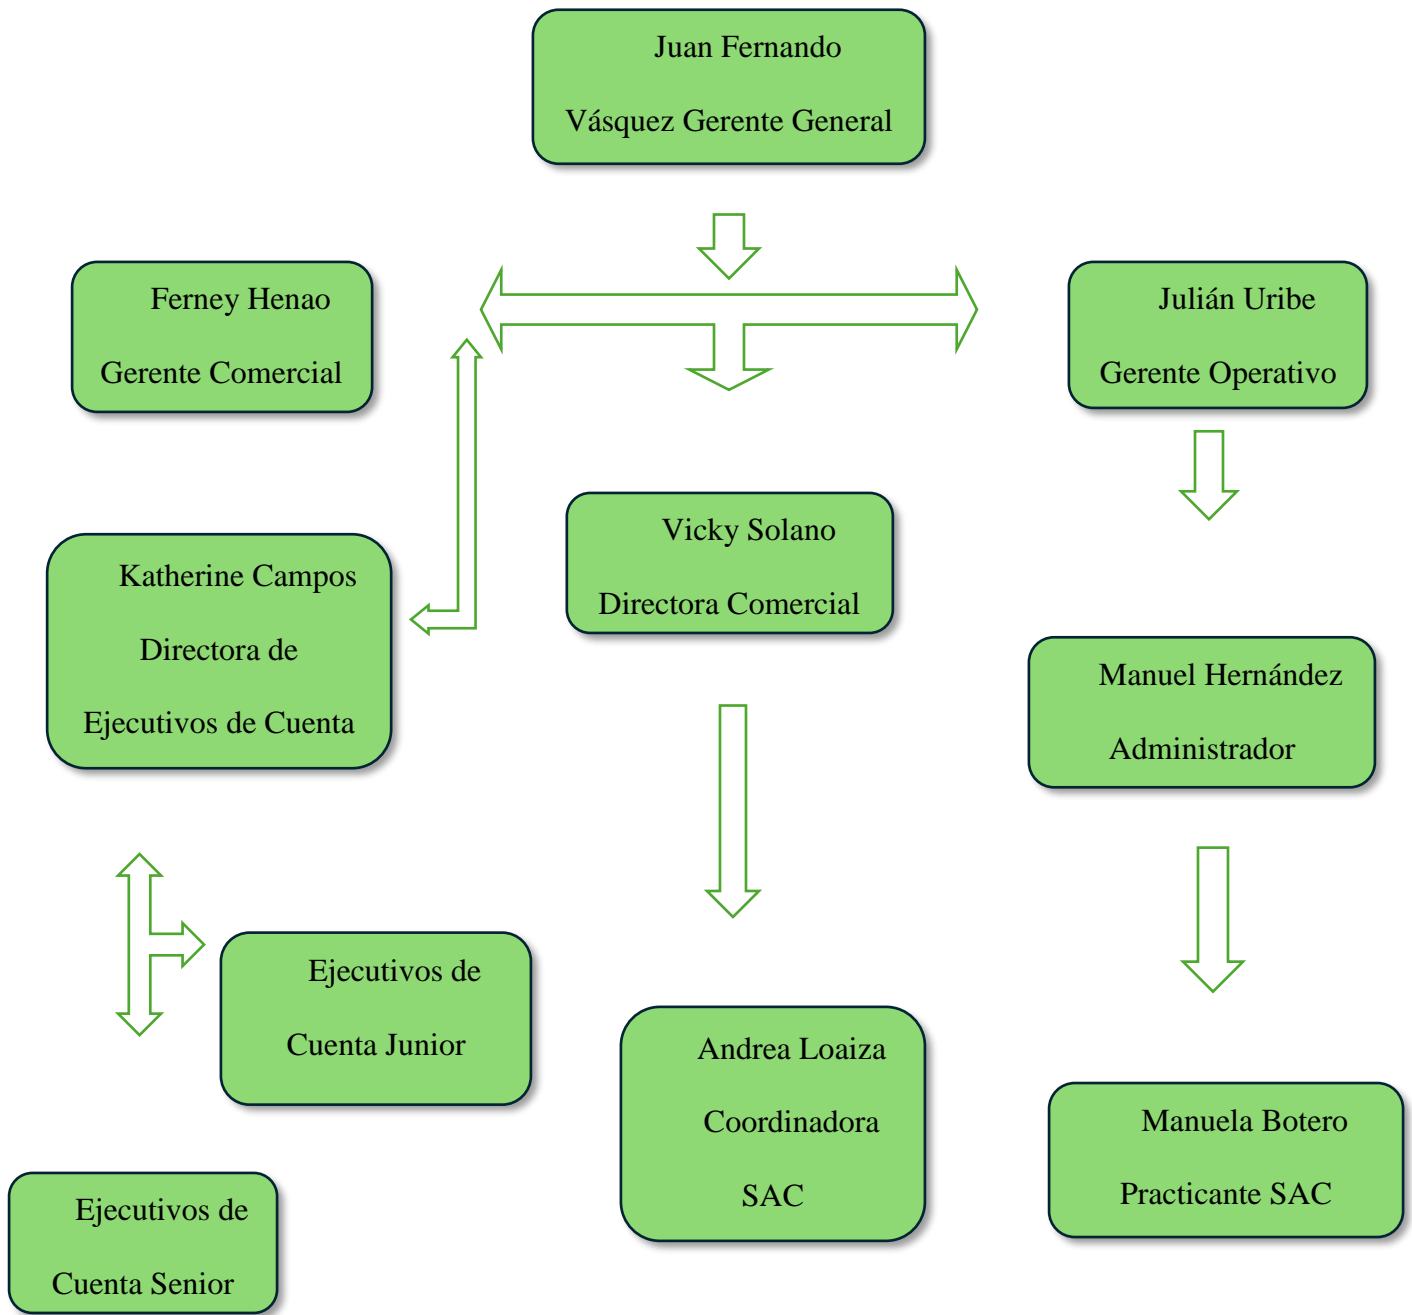 Juan Fernando
Vásquez Gerente General
Ferney Henao
Gerente Comercial
Julián Uribe
Gerente Operativo
Vicky Solano
Directora Comercial
Katherine Campos
Directora de
Ejecutivos de Cuenta
Manuel Hernández
Administrador
Ejecutivos de
Cuenta Junior
Andrea Loaiza
Coordinadora
SAC
Manuela Botero
Practicante SAC
Ejecutivos de
Cuenta Senior